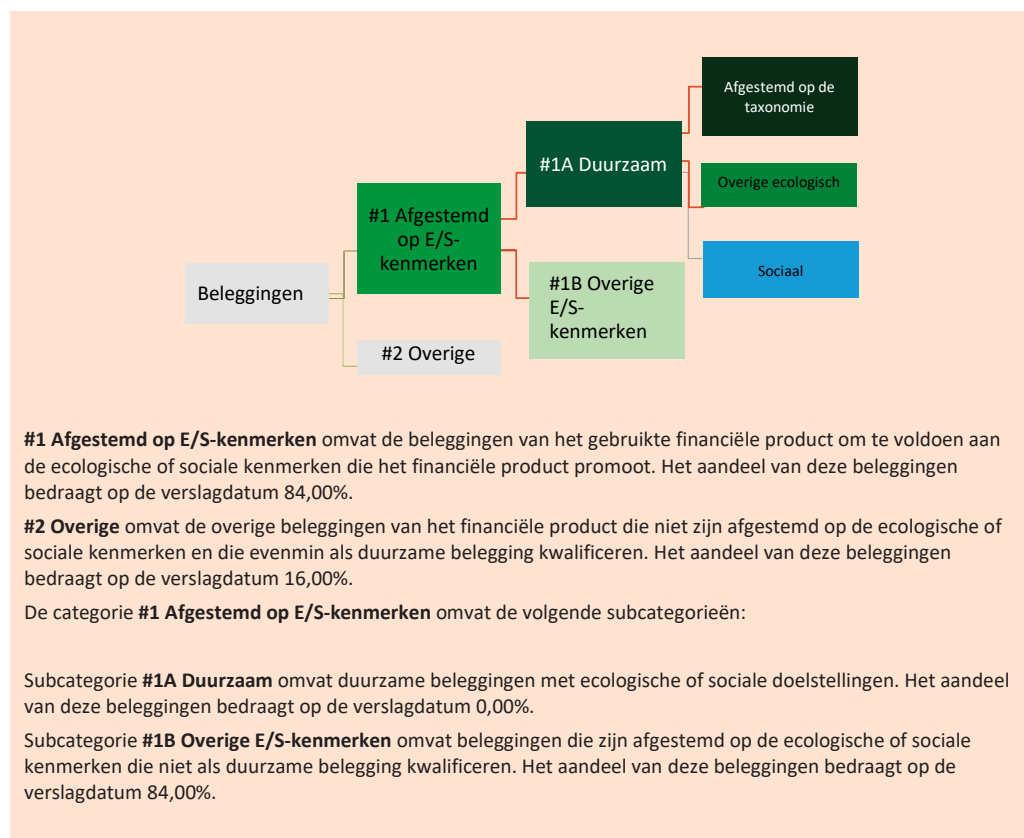 Afgestemd op de
taxonomie
#1A Duurzaam
Overige ecologisch
#1 Afgestemd
op E/S-
kenmerken
Sociaal
#1B Overige
E/S-
kenmerken
Beleggingen
#2 Overige
#1 Afgestemd op E/S-kenmerken omvat de beleggingen van het gebruikte financiële product om te voldoen aan
de ecologische of sociale kenmerken die het financiële product promoot. Het aandeel van deze beleggingen
bedraagt op de verslagdatum 84,00%.
#2 Overige omvat de overige beleggingen van het financiële product die niet zijn afgestemd op de ecologische of
sociale kenmerken en die evenmin als duurzame belegging kwalificeren. Het aandeel van deze beleggingen
bedraagt op de verslagdatum 16,00%.
De categorie #1 Afgestemd op E/S-kenmerken omvat de volgende subcategorieën:
Subcategorie #1A Duurzaam omvat duurzame beleggingen met ecologische of sociale doelstellingen. Het aandeel
van deze beleggingen bedraagt op de verslagdatum 0,00%.
Subcategorie #1B Overige E/S-kenmerken omvat beleggingen die zijn afgestemd op de ecologische of sociale
kenmerken die niet als duurzame belegging kwalificeren. Het aandeel van deze beleggingen bedraagt op de
verslagdatum 84,00%.